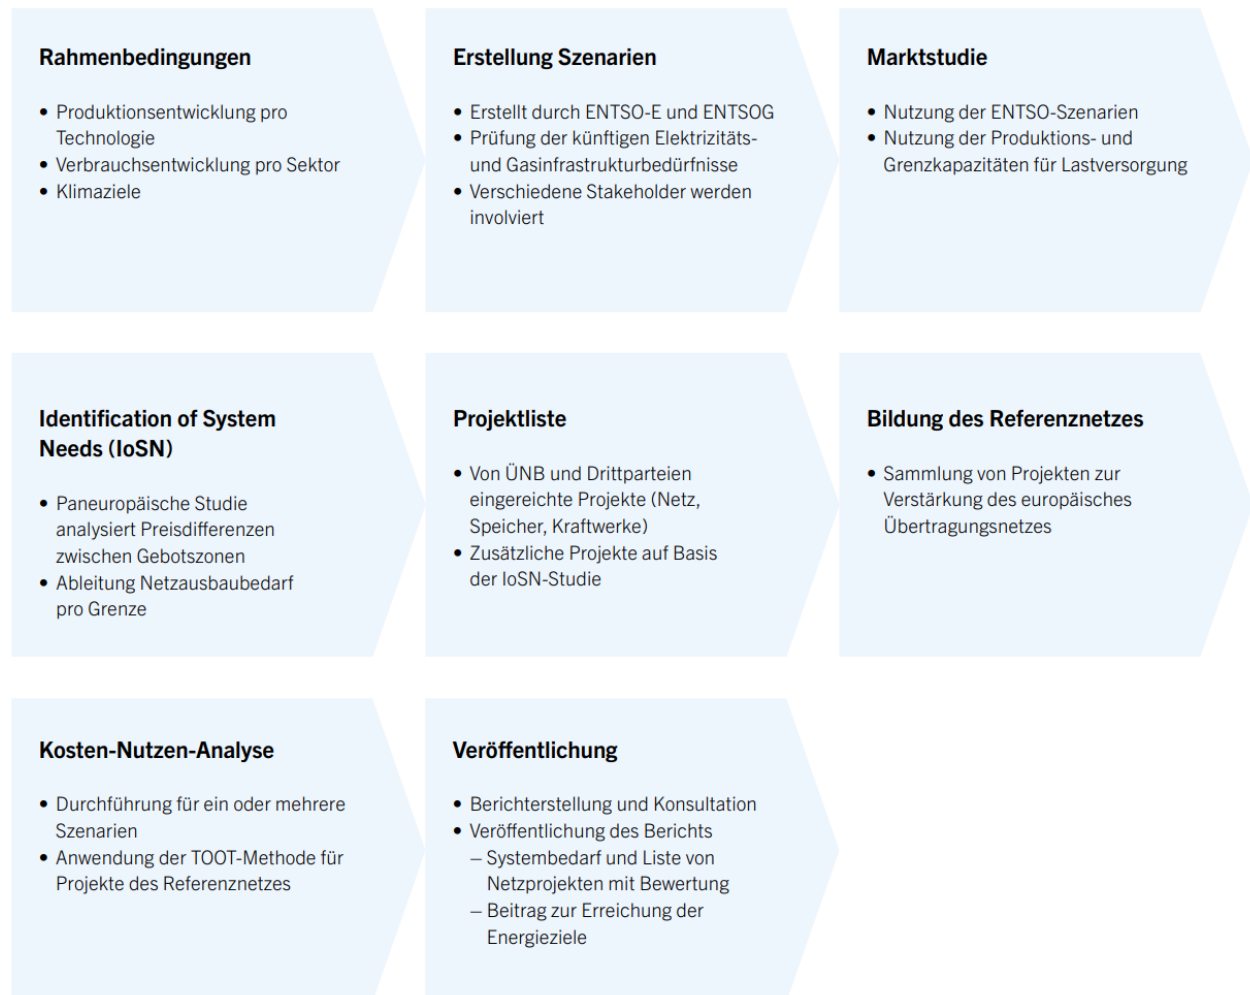 Rahmenbedingungen
• Produktionsentwicklung pro
Technologie
• Verbrauchsentwicklung pro Sektor
• Klimaziele
Erstellung Szenarien
• Erstellt durch ENTSO-E und ENTSOG
• Prüfung der künftigen Elektrizitäts-
und Gasinfrastrukturbedürfnisse
• Verschiedene Stakeholder werden
involviert
Marktstudie
• Nutzung der ENTSO-Szenarien
• Nutzung der Produktions- und
Grenzkapazitäten für Lastversorgung
Identification of System
Needs (IoSN)
• Paneuropäische Studie
analysiert Preisdifferenzen
zwischen Gebotszonen
• Ableitung Netzausbaubedarf
pro Grenze
Projektliste
• Von ÜNB und Drittparteien
eingereichte Projekte (Netz,
Speicher, Kraftwerke)
• Zusätzliche Projekte auf Basis
der IoSN-Studie
Bildung des Referenznetzes
• Sammlung von Projekten zur
Verstärkung des europäisches
Übertragungsnetzes
Kosten-Nutzen-Analyse
• Durchführung für ein oder mehrere
Szenarien
• Anwendung der TOOT-Methode für
Projekte des Referenznetzes
Veröffentlichung
• Berichterstellung und Konsultation
• Veröffentlichung des Berichts
– Systembedarf und Liste von
Netzprojekten mit Bewertung
– Beitrag zur Erreichung der
Energieziele